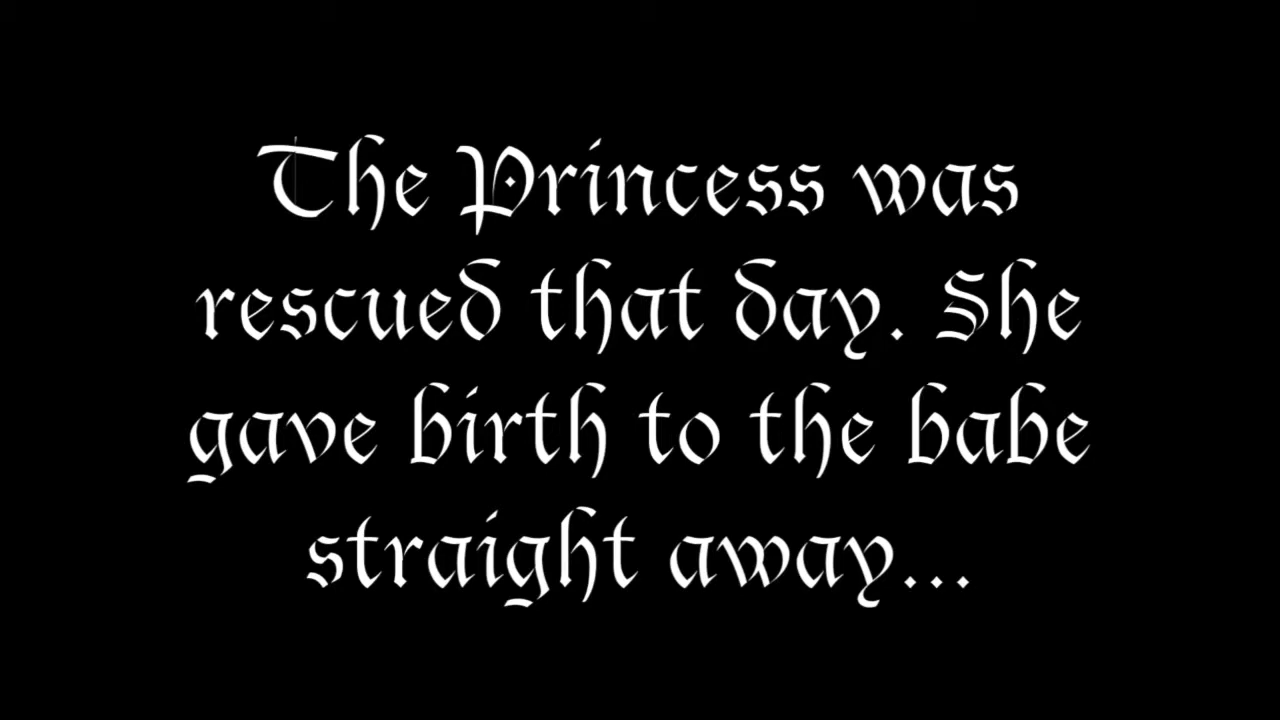 The Princess was
rescued that day. She
gave birth to the babe
straight away...